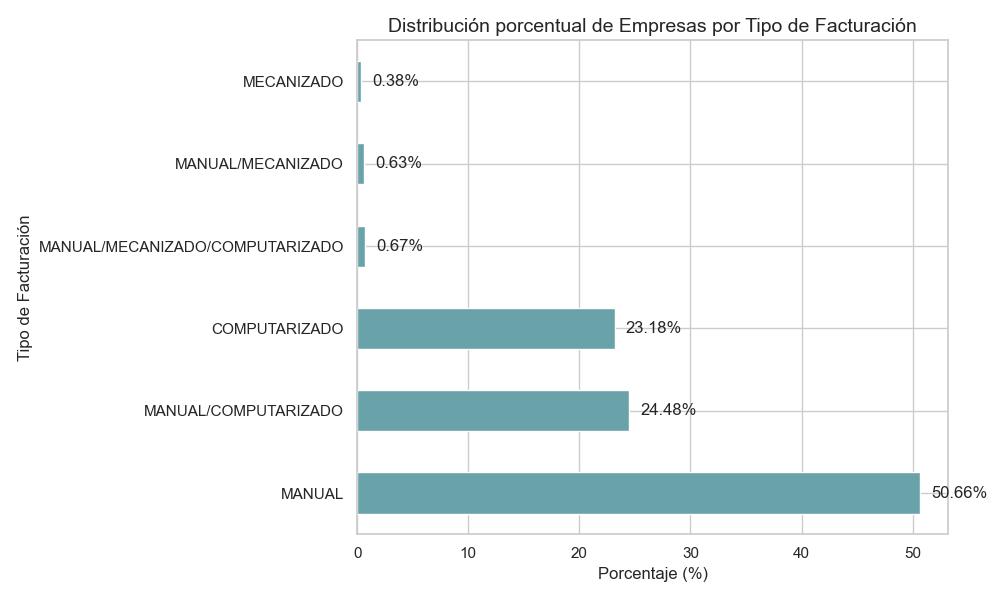 Distribución porcentual de Empresas por Tipo de Facturación
Tipo de Facturación
MECANIZADO 0.38%
MANUAL/MECANIZADO 0.63%
MANUAL/MECANIZADO/COMPUTARIZADO 0.67%
COMPUTARIZADO 23.18%
MANUAL/COMPUTARIZADO 24.48%
MANUAL 50.66%
0 10 20 30 40 50
Porcentaje (%)